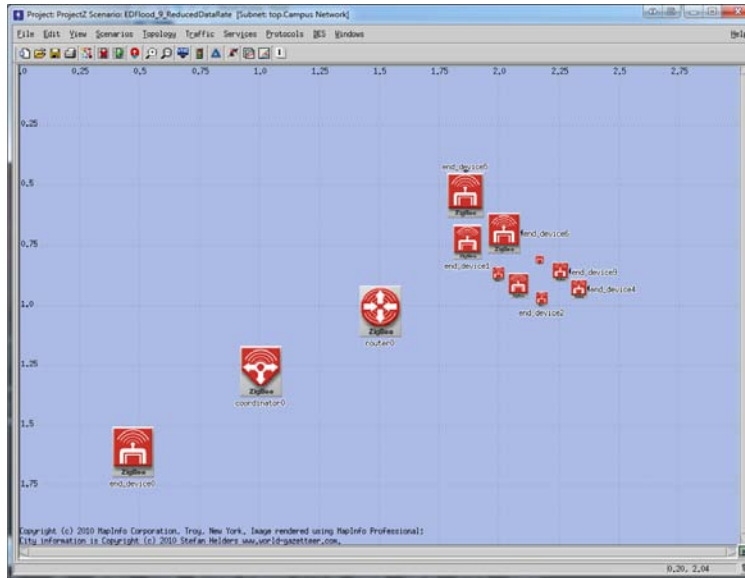 Project: ProjectZ Scenario: EDFlood_9_ReducedDataRate [Subnet: top.Campus Network]
File Edit View Scenarios Topology Traffic Services Protocols DES Windows Help
0.25 0.5 0.75 1.0 1.25 1.5 1.75 2.0 2.25 2.5 2.75
0.25
0.5
0.75
1.0
1.25
1.5
1.75
end_device5
ZigBee
ZigBee
end_device6
end_device1
end_device3
end_device4
end_device2
ZigBee
router0
ZigBee
coordinator0
ZigBee
end_device0
Copyright (c) 2010 MapInfo Corporation, Troy, New York. Image rendered using MapInfo Professional;
City information is Copyright (c) 2010 Stefan Helders www.world-gazetteer.com.
0.20, 2.04